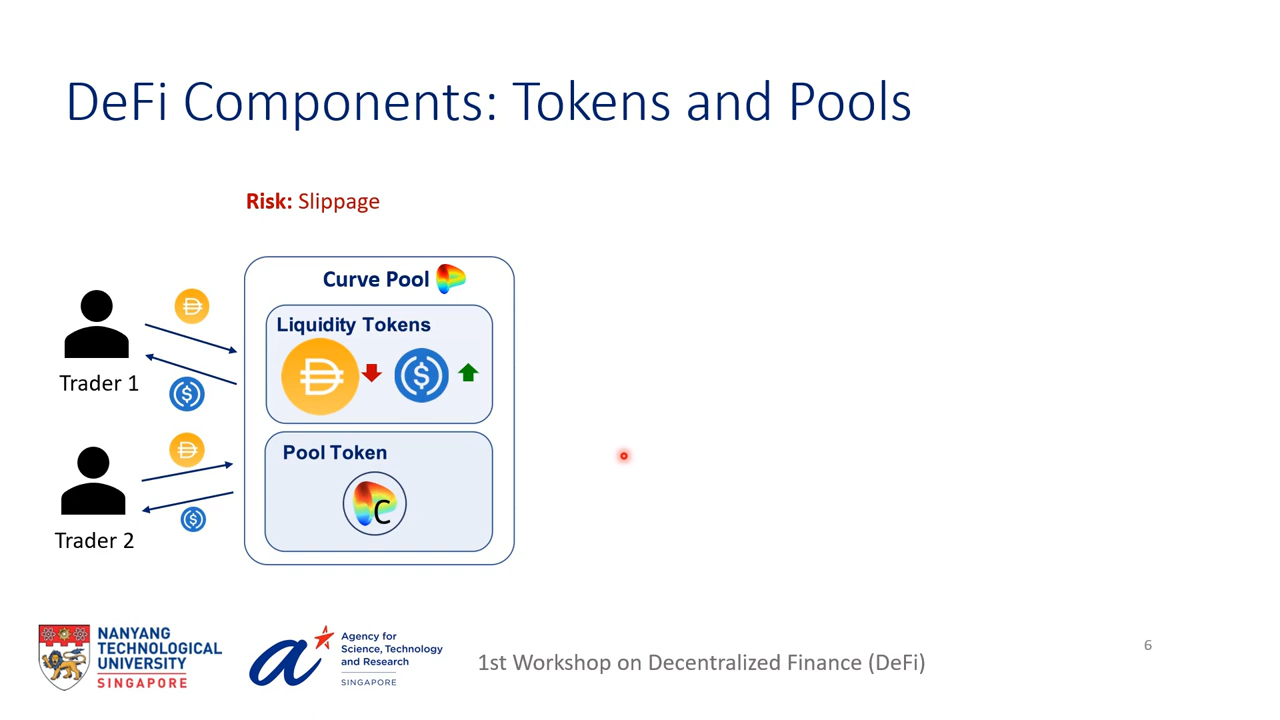 DeFi Components: Tokens and Pools
Risk: Slippage
Curve Pool
Liquidity Tokens
Trader 1
Pool Token
C
Trader 2
NANYANG
TECHNOLOGICAL
UNIVERSITY
SINGAPORE
Agency for
Science, Technology
and Research
SINGAPORE
1st Workshop on Decentralized Finance (DeFi)
6